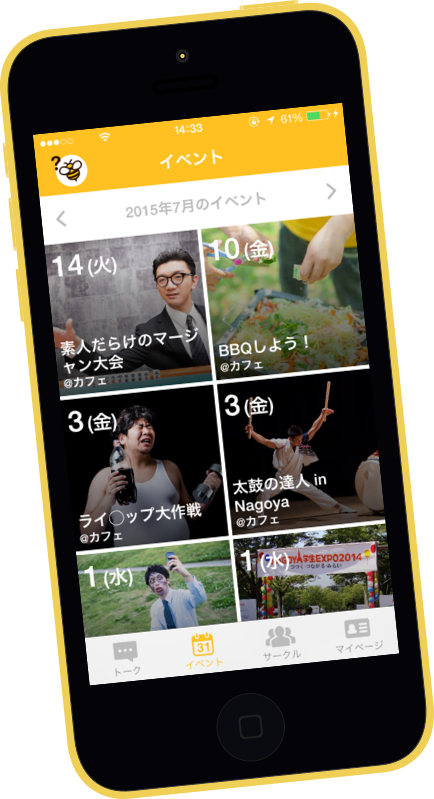 14:33
61%
?
イベント
2015年7月のイベント
14(火)
素人だらけのマージ
ャン大会
@カフェ
10(金)
BBQしよう！
@カフェ
3(金)
ライ◯ップ大作戦
@カフェ
3(金)
太鼓の達人 in
Nagoya
@カフェ
1(水)
1(水)
EXPO2014
31
トーク
イベント
サークル
マイページ